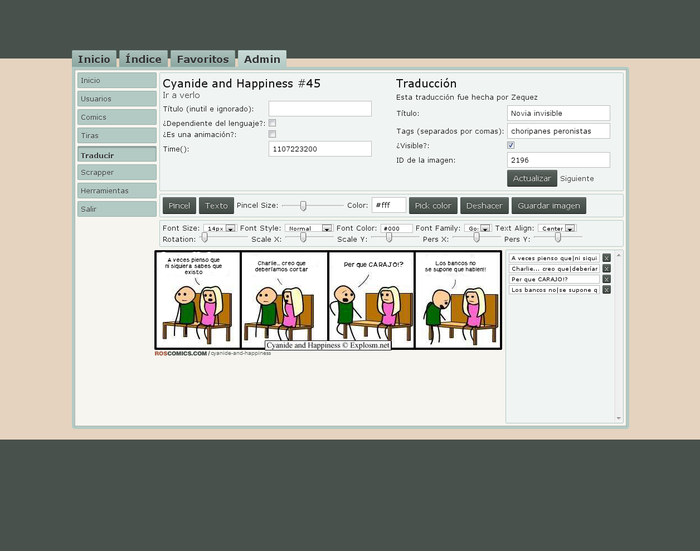 Inicio
Índice
Favoritos
Admin
Inicio
Usuarios
Comics
Tiras
Traducir
Scrapper
Herramientas
Salir
Cyanide and Happiness #45
Ir a verlo
Título (inutil e ignorado):
¿Dependiente del lenguaje?:
¿Es una animación?:
Time(): 1107223200
Traducción
Esta traducción fue hecha por Zequez
Título: Novia invisible
Tags (separados por comas): choripanes peronistas
¿Visible?:
ID de la imagen: 2196
Actualizar Siguiente
Pincel Texto Pincel Size: Color: #fff Pick color Deshacer Guardar imagen
Font Size: 14px Font Style: Normal Font Color: #000 Font Family: Go Text Align: Center
Rotation: Scale X: Scale Y: Pers X: Pers Y:
A veces pienso que
ni siquiera sabes que
existo
Charlie... creo que
deberíamos cortar
Per que CARAJO!?
Los bancos no
se supone que hablen!!
Cyanide and Happiness © Explosm.net
ROSCOMICS.COM/cyanide-and-happiness
A veces pienso que|ni siqui X
Charlie... creo que|deberíar X
Per que CARAJO!? X
Los bancos no|se supone q X